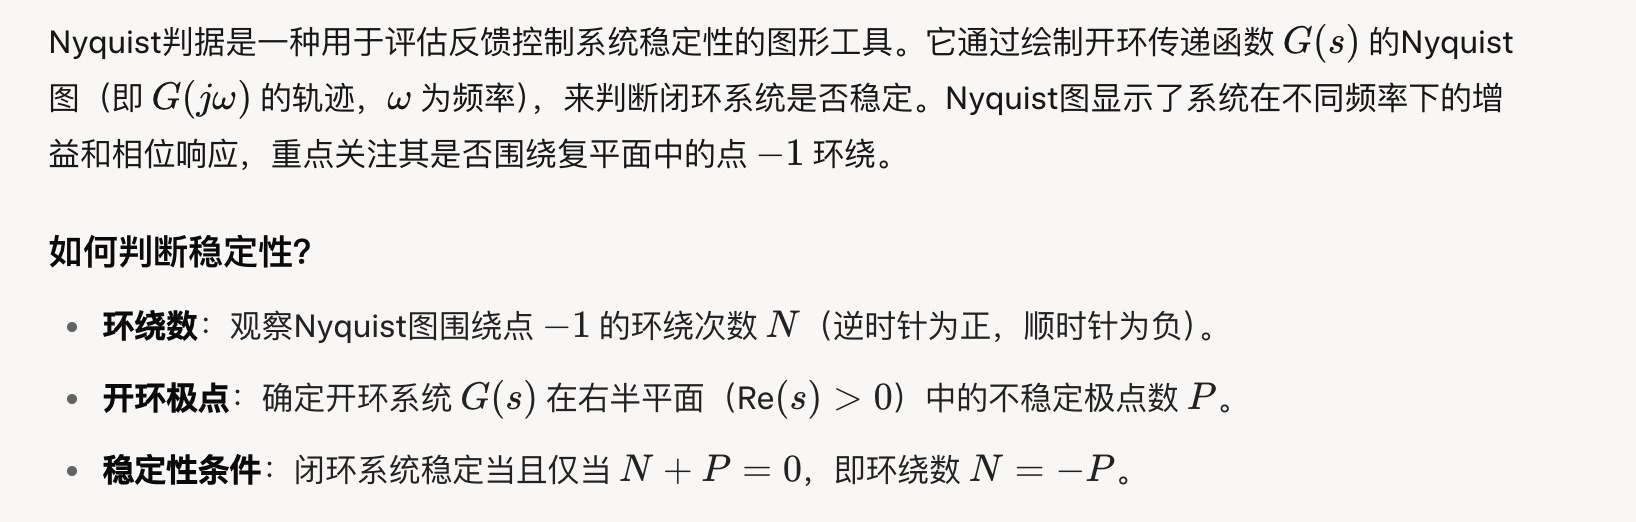 Nyquist判据是一种用于评估反馈控制系统稳定性的图形工具。它通过绘制开环传递函数 G(s) 的Nyquist
图（即 G(jω) 的轨迹，ω 为频率），来判断闭环系统是否稳定。Nyquist图显示了系统在不同频率下的增
益和相位响应，重点关注其是否围绕复平面中的点 −1 环绕。
如何判断稳定性?
• 环绕数：观察Nyquist图围绕点 −1 的环绕次数 N（逆时针为正，顺时针为负）。
• 开环极点：确定开环系统 G(s) 在右半平面（Re(s) > 0）中的不稳定极点数 P。
• 稳定性条件：闭环系统稳定当且仅当 N + P = 0，即环绕数 N = −P。